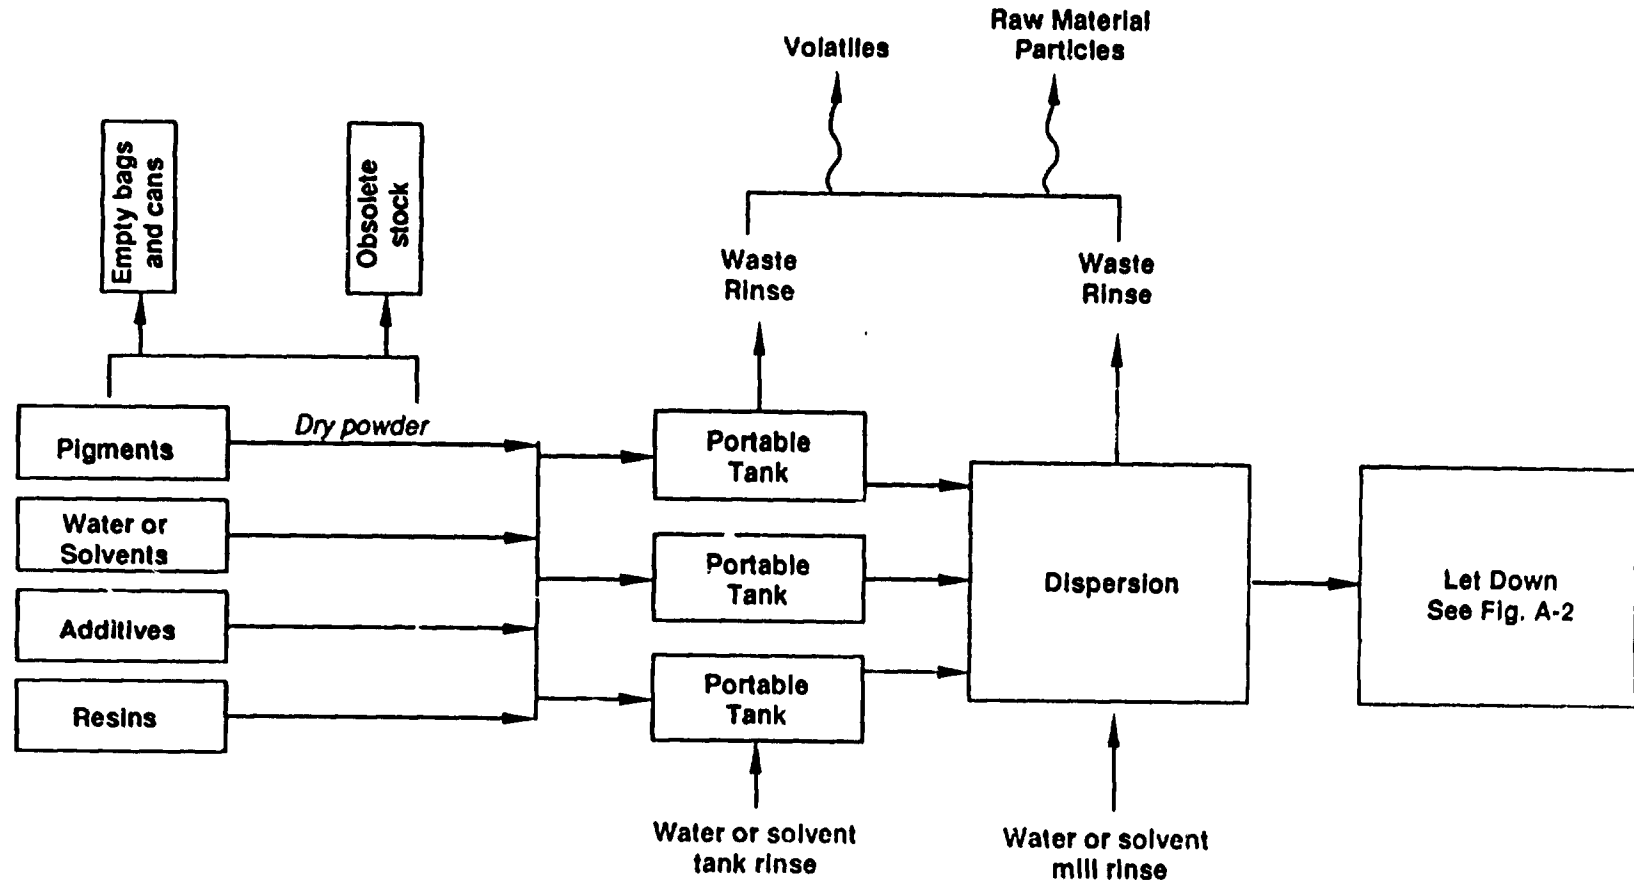 Volatiles
Raw Material
Particles
Empty bags
and cans
Obsolete
stock
Waste
Rinse
Waste
Rinse
Pigments
Dry powder
Water or
Solvents
Additives
Resins
Portable
Tank
Portable
Tank
Portable
Tank
Dispersion
Let Down
See Fig. A-2
Water or solvent
tank rinse
Water or solvent
mill rinse